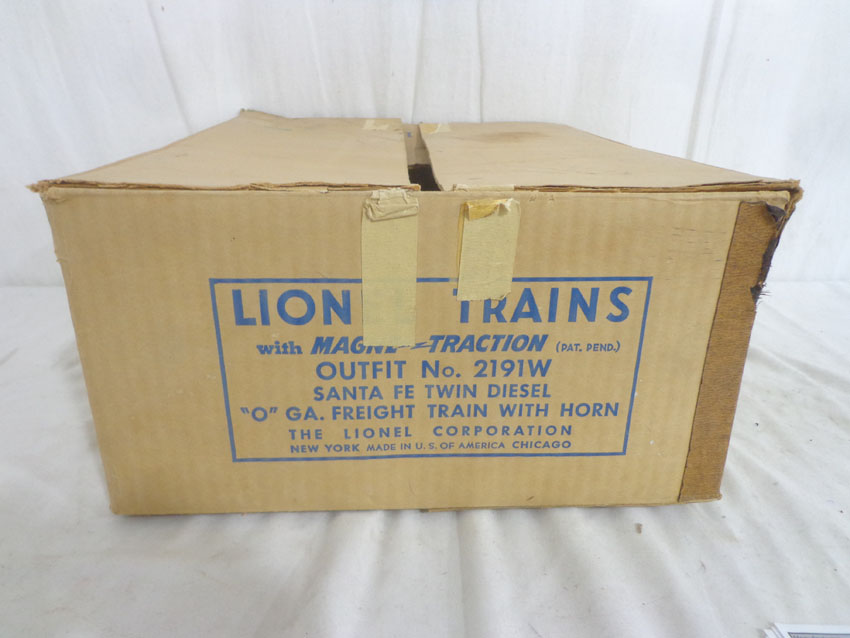 LION TRAINS
with MAGNE-TRACTION (PAT. PEND.)
OUTFIT No. 2191W
SANTA FE TWIN DIESEL
"O" GA. FREIGHT TRAIN WITH HORN
THE LIONEL CORPORATION
NEW YORK MADE IN U.S. OF AMERICA CHICAGO